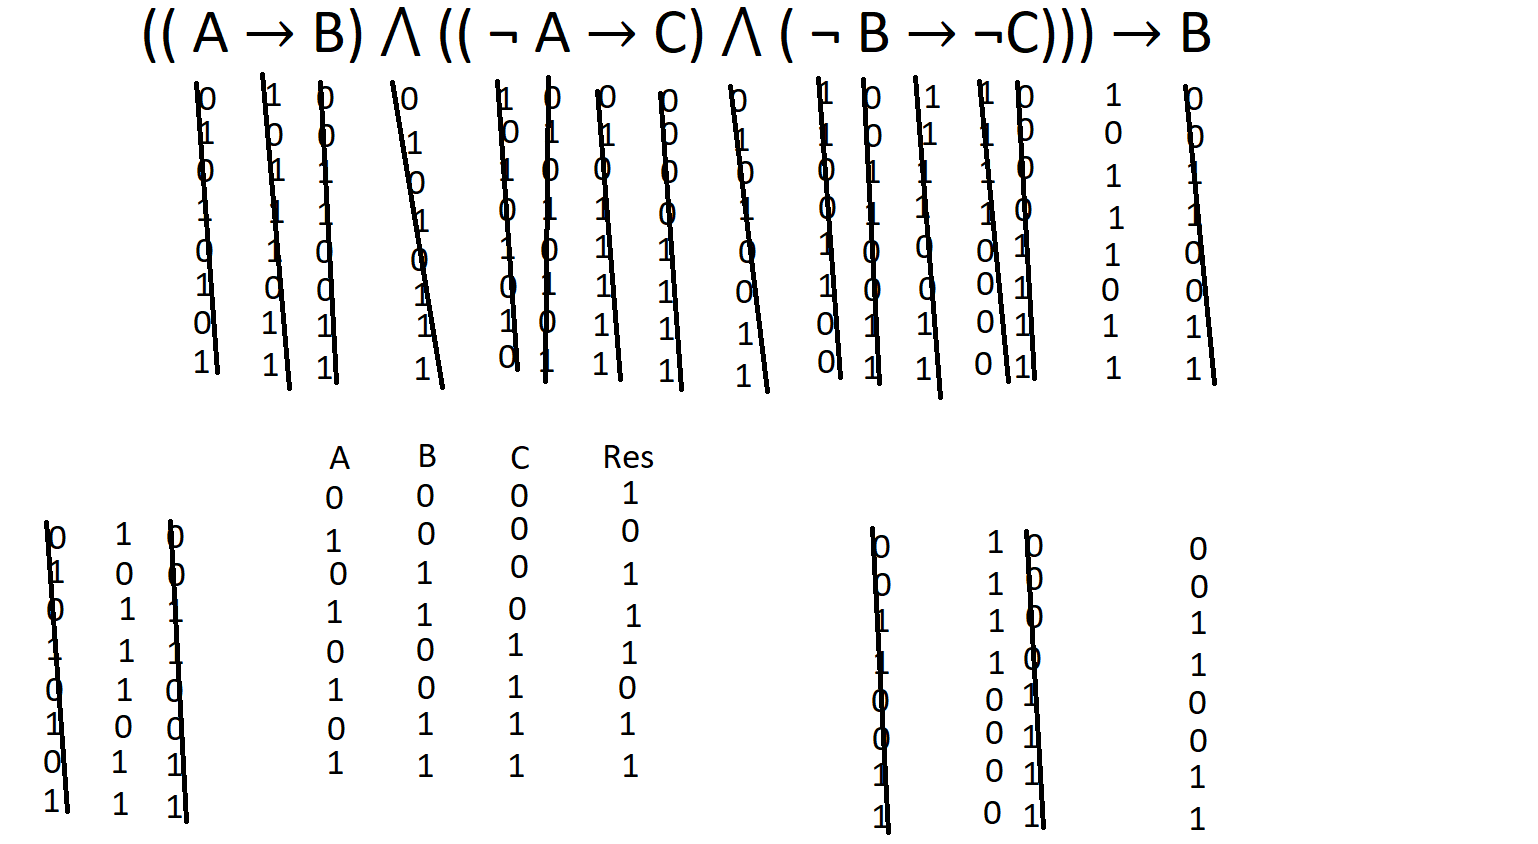 (( A → B) ⋀ (( ¬ A → C) ⋀ ( ¬ B → ¬C))) → B
0 1 0 0 1 0 0 0 0 1 0 1 1 0 1 0
1 0 0 1 0 1 1 0 1 1 0 1 1 0 0 0
0 1 1 0 1 0 0 0 0 0 1 1 1 0 1 1
1 1 1 1 0 1 1 0 1 0 1 1 1 0 1 1
0 1 0 0 1 0 1 1 0 1 0 0 0 1 1 0
1 0 0 1 0 1 1 1 0 1 0 0 0 1 0 0
0 1 1 1 1 0 1 1 1 0 1 1 0 1 1 1
1 1 1 1 0 1 1 1 1 0 1 1 0 1 1 1
A B C Res
0 0 0 1
1 0 0 0
0 1 0 1
1 1 0 1
0 0 1 1
1 0 1 0
0 1 1 1
1 1 1 1
0 1 0
1 0 0
0 1 1
1 1 1
0 1 0
1 0 0
0 1 1
1 1 1
0 1 0 0
0 1 0 0
1 1 0 1
1 1 0 1
0 0 1 0
0 0 1 0
1 0 1 1
1 0 1 1